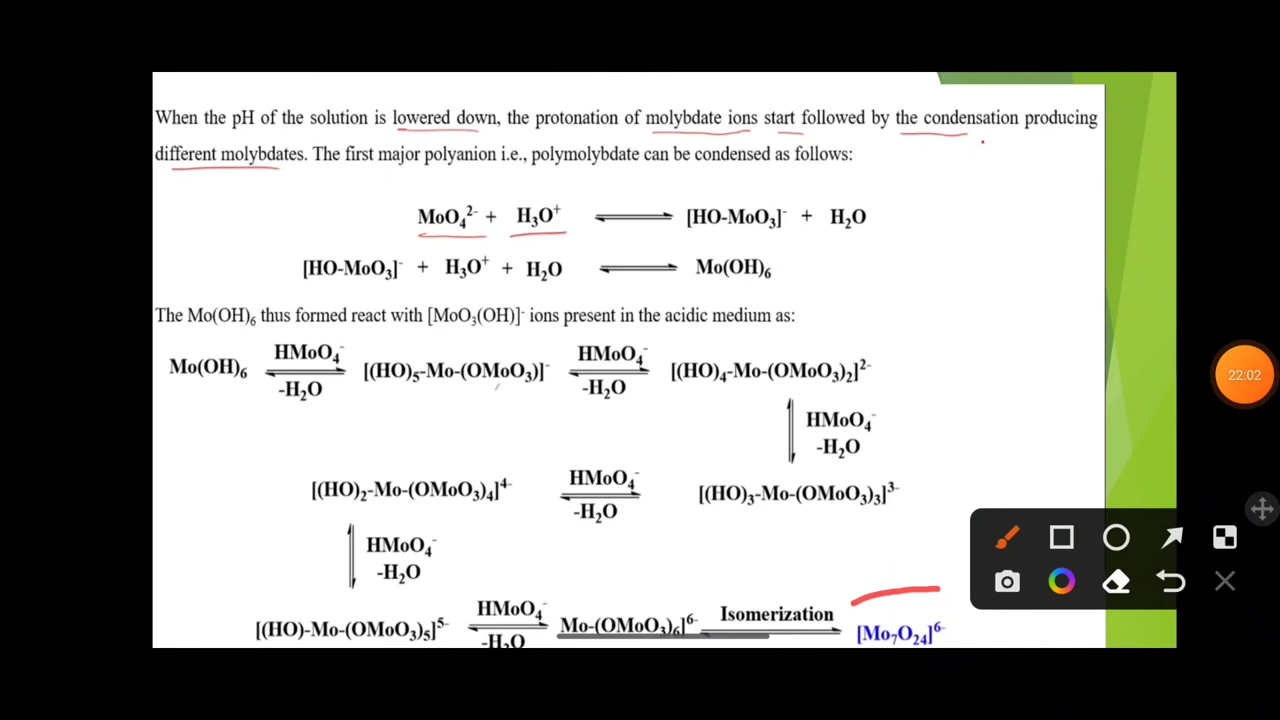 When the pH of the solution is lowered down, the protonation of molybdate ions start followed by the condensation producing
different molybdates. The first major polyanion i.e., polymolybdate can be condensed as follows:
MoO₄²⁻ + H₃O⁺ ⇌ [HO-MoO₃]⁻ + H₂O
[HO-MoO₃]⁻ + H₃O⁺ + H₂O ⇌ Mo(OH)₆
The Mo(OH)₆ thus formed react with [MoO₃(OH)]⁻ ions present in the acidic medium as:
HMoO₄⁻ HMoO₄⁻
Mo(OH)₆ ⇌ [(HO)₅-Mo-(OMoO₃)]⁻ ⇌ [(HO)₄-Mo-(OMoO₃)₂]²⁻
-H₂O -H₂O
HMoO₄⁻
-H₂O
HMoO₄⁻
[(HO)₂-Mo-(OMoO₃)₄]⁴⁻ ⇌ [(HO)₃-Mo-(OMoO₃)₃]³⁻
-H₂O
HMoO₄⁻
-H₂O
HMoO₄⁻ Isomerization
[(HO)-Mo-(OMoO₃)₅]⁵⁻ ⇌ Mo-(OMoO₃)₆]⁶⁻ ⇌ [Mo₇O₂₄]⁶⁻
-H₂O
22:02